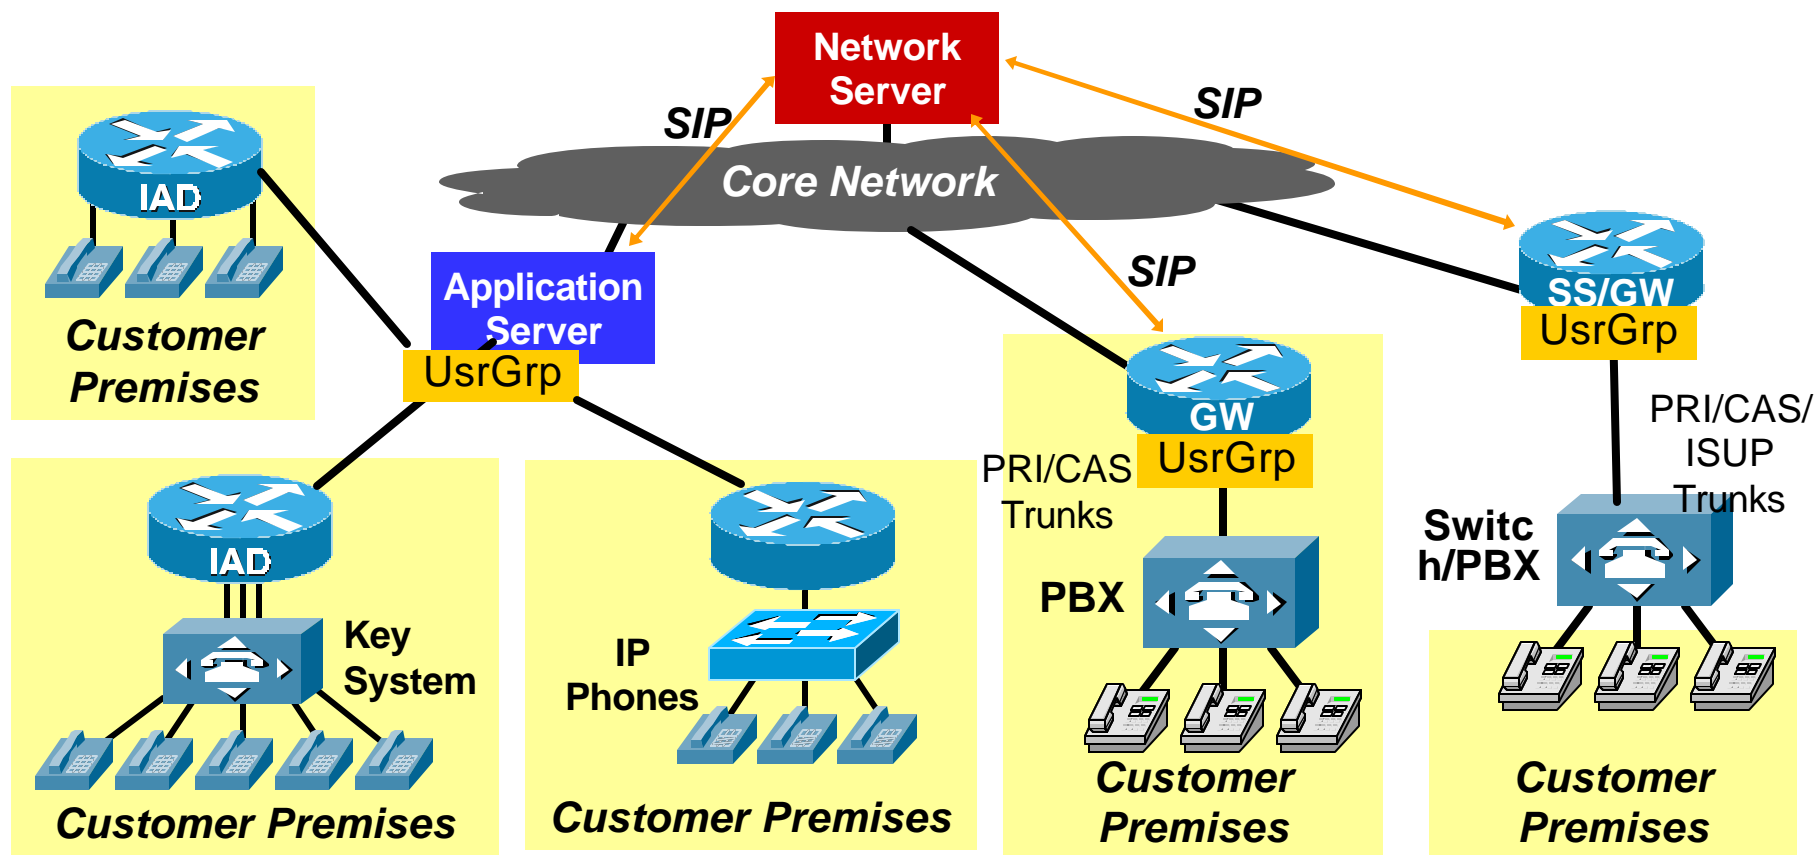 Network
Server
SIP
SIP
Core Network
IAD
Customer
Premises
Application
Server
UsrGrp
SIP
SS/GW
UsrGrp
GW
UsrGrp
PRI/CAS
Trunks
PRI/CAS/
ISUP
Trunks
IAD
Key
System
Customer Premises
IP
Phones
Customer Premises
PBX
Customer
Premises
Switc
h/PBX
Customer
Premises